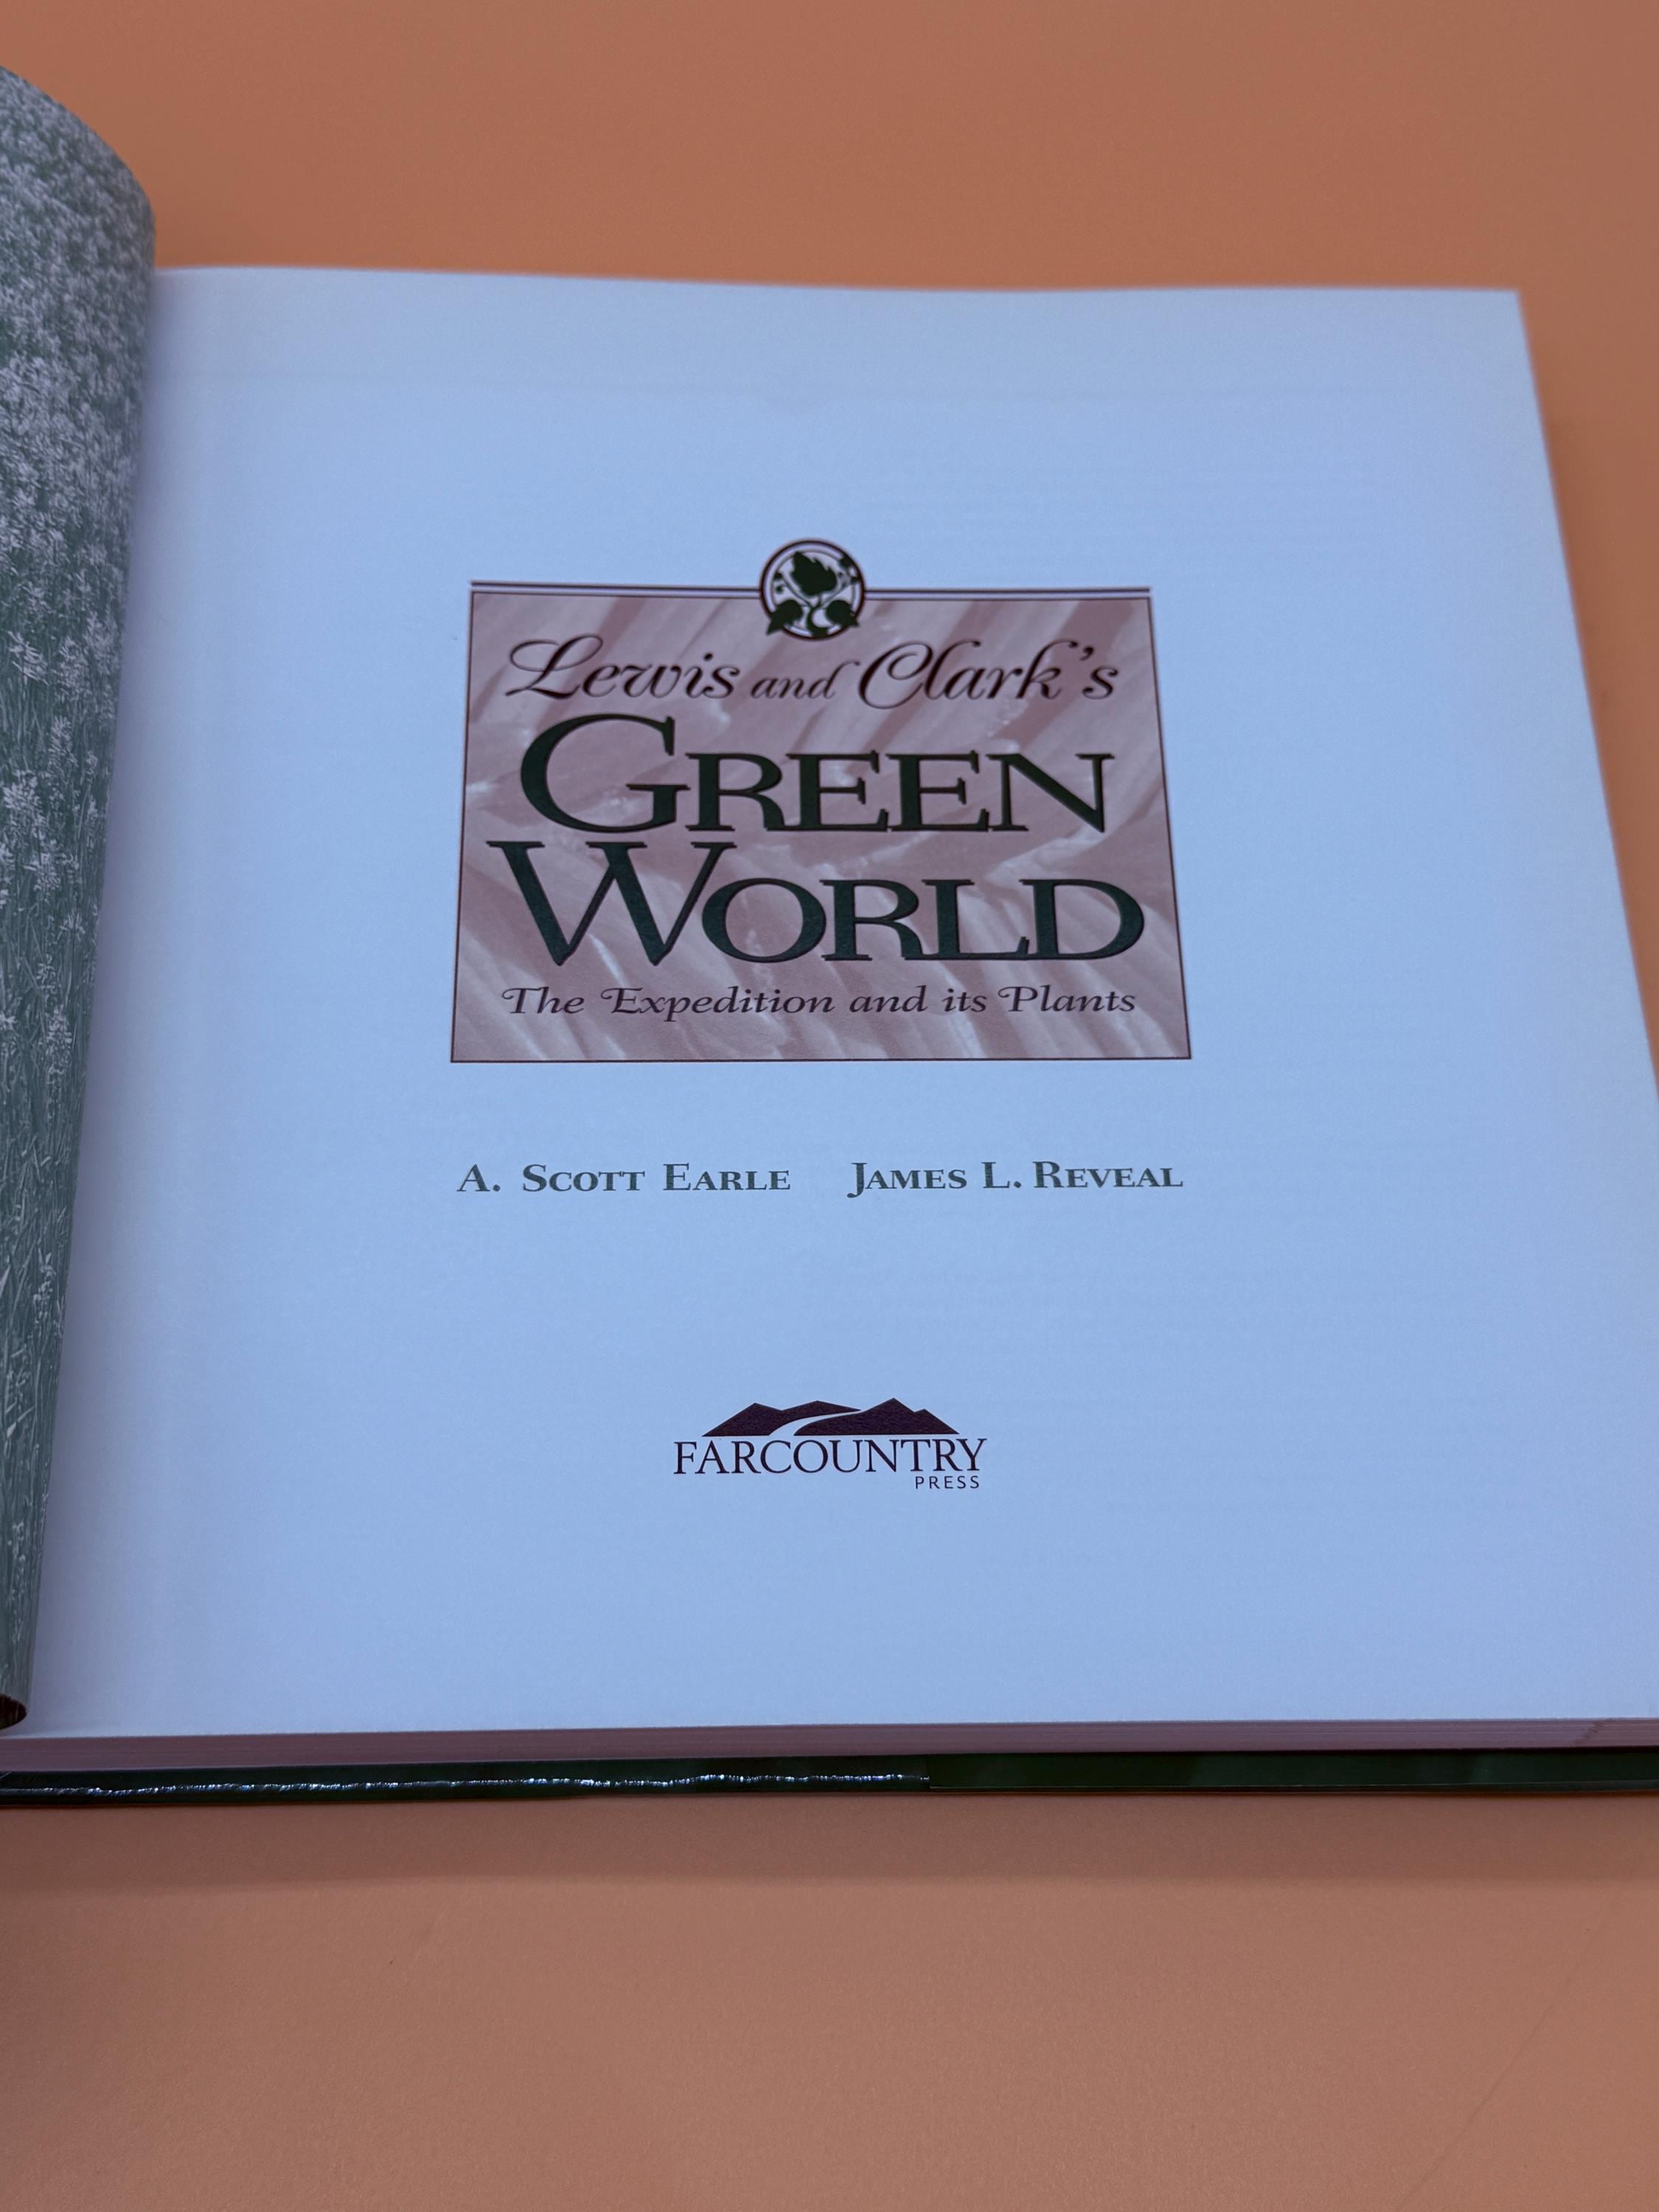 Lewis and Clark's
GREEN
WORLD
The Expedition and its Plants
A. SCOTT EARLE JAMES L. REVEAL
FARCOUNTRY
PRESS